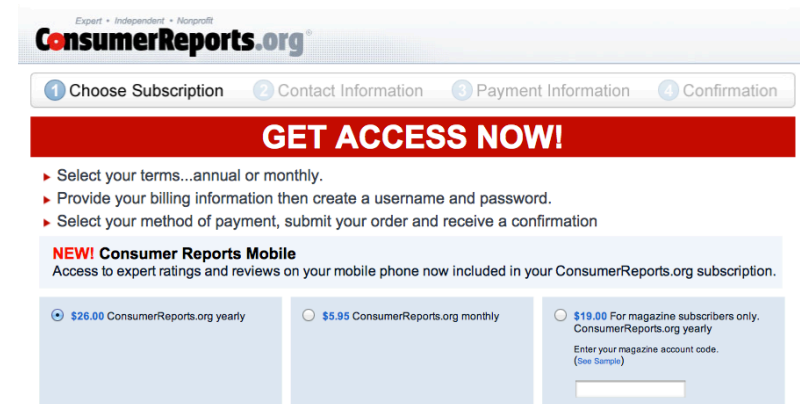 Expert • Independent • Nonprofit
ConsumerReports.org®
1 Choose Subscription 2 Contact Information 3 Payment Information 4 Confirmation
GET ACCESS NOW!
Select your terms...annual or monthly.
Provide your billing information then create a username and password.
Select your method of payment, submit your order and receive a confirmation
NEW! Consumer Reports Mobile
Access to expert ratings and reviews on your mobile phone now included in your ConsumerReports.org subscription.
$26.00 ConsumerReports.org yearly
$5.95 ConsumerReports.org monthly
$19.00 For magazine subscribers only.
ConsumerReports.org yearly
Enter your magazine account code.
(See Sample)